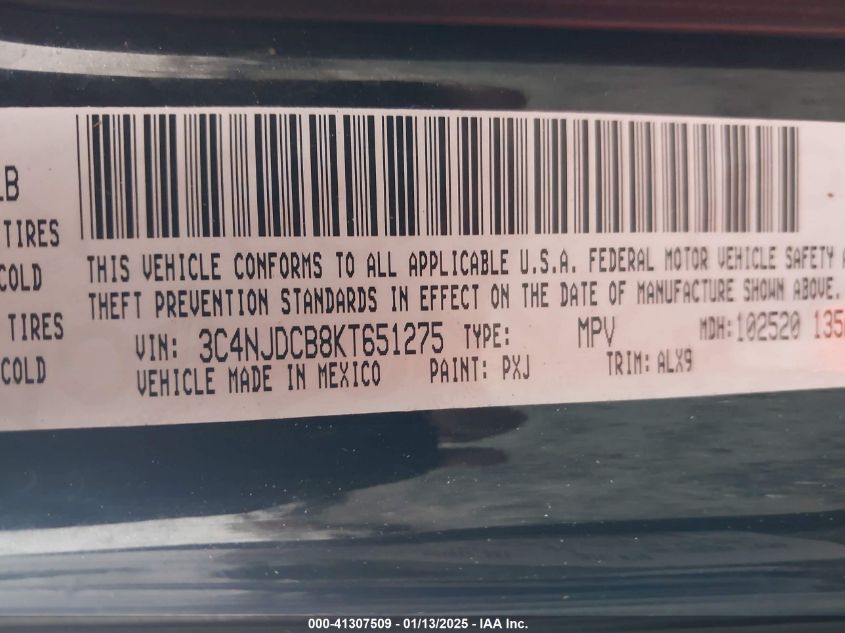 LB
TIRES
COLD
TIRES
COLD
THIS VEHICLE CONFORMS TO ALL APPLICABLE U.S.A. FEDERAL MOTOR VEHICLE SAFETY A
THEFT PREVENTION STANDARDS IN EFFECT ON THE DATE OF MANUFACTURE SHOWN ABOVE.
VIN: 3C4NJDCB8KT651275 TYPE: MPV MDH:102520 135
VEHICLE MADE IN MEXICO PAINT: PXJ TRIM: ALX9
000-41307509 — 01/13/2025 - IAA Inc.